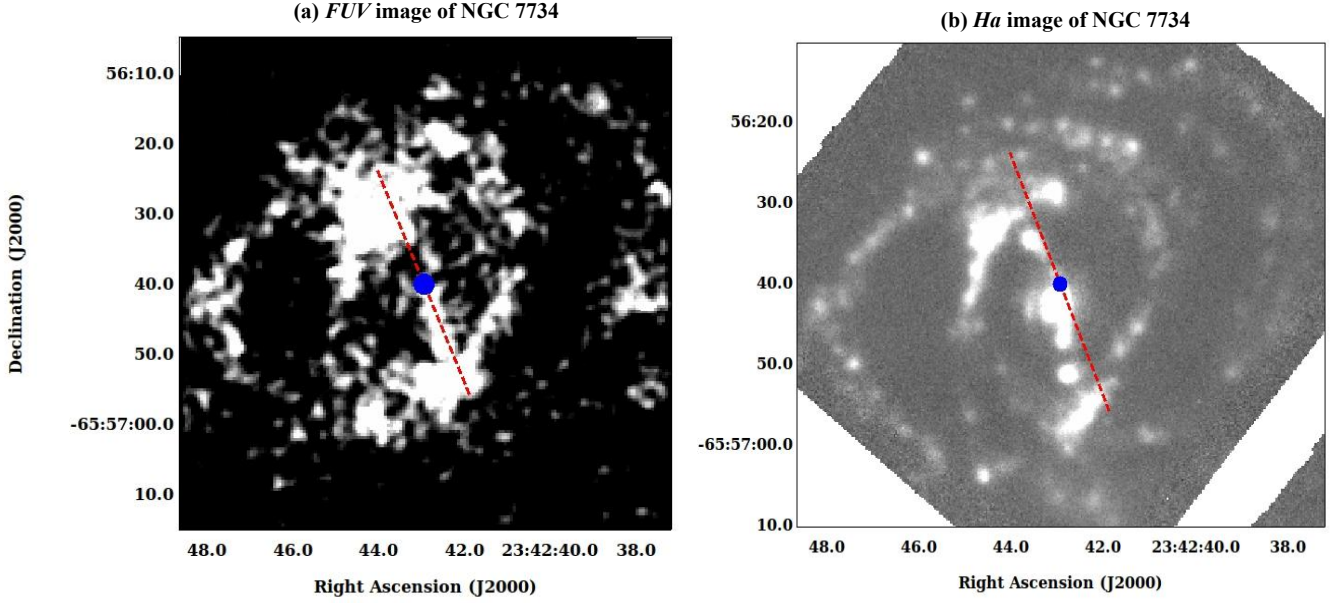 (a) FUV image of NGC 7734
(b) Ha image of NGC 7734
Declination (J2000)
56:10.0
20.0
30.0
40.0
50.0
-65:57:00.0
10.0
48.0 46.0 44.0 42.0 23:42:40.0 38.0
Right Ascension (J2000)
56:20.0
30.0
40.0
50.0
-65:57:00.0
10.0
48.0 46.0 44.0 42.0 23:42:40.0 38.0
Right Ascension (J2000)